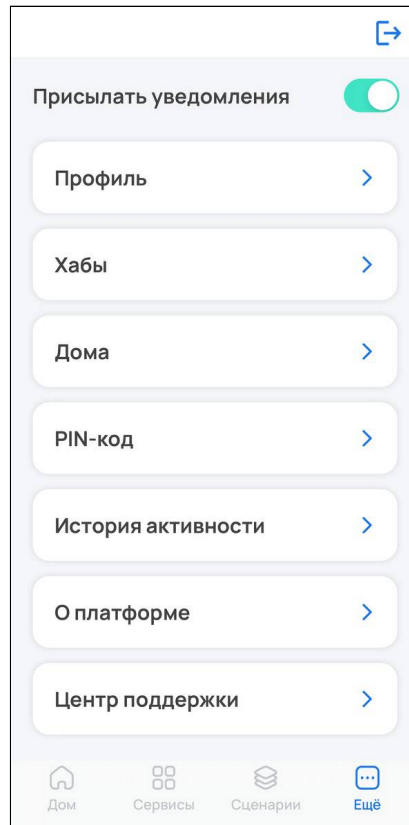 Присылать уведомления
Профиль
Хабы
Дома
PIN-код
История активности
О платформе
Центр поддержки
Дом
Сервисы
Сценарии
Ещё